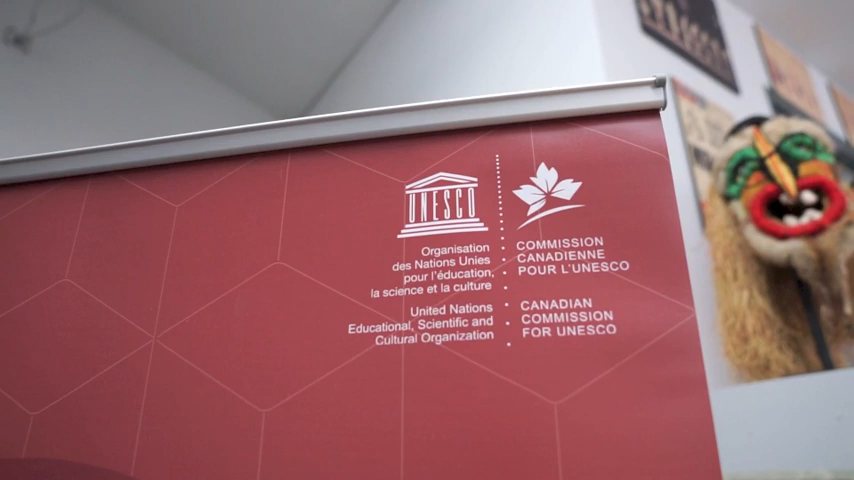 UNESCO
Organisation
des Nations Unies
pour l'éducation,
la science et la culture
United Nations
Educational, Scientific and
Cultural Organization
COMMISSION
CANADIENNE
POUR L'UNESCO
CANADIAN
COMMISSION
FOR UNESCO